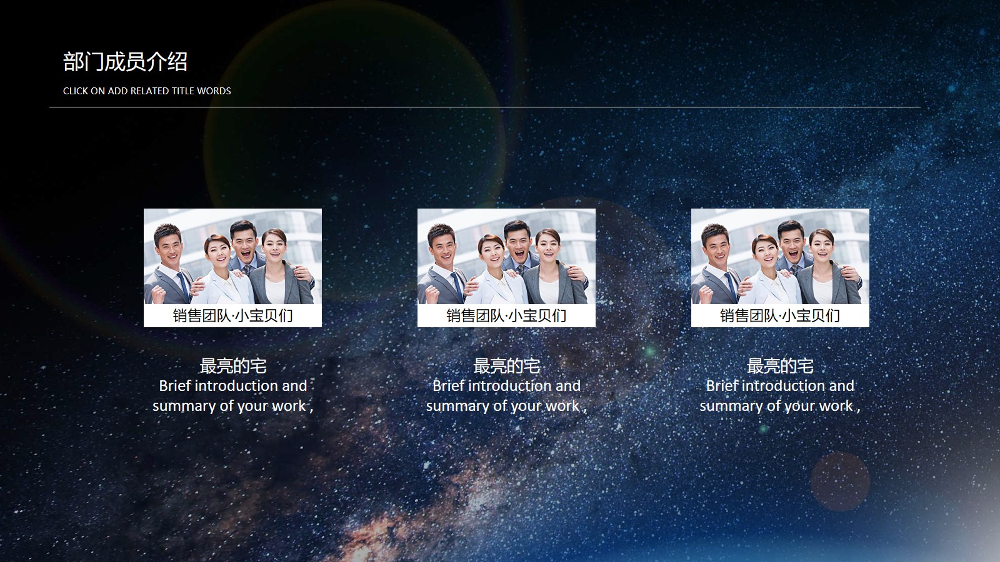 部门成员介绍
CLICK ON ADD RELATED TITLE WORDS
销售团队·小宝贝们
最亮的宅
Brief introduction and
summary of your work ,
销售团队·小宝贝们
最亮的宅
Brief introduction and
summary of your work ,
销售团队·小宝贝们
最亮的宅
Brief introduction and
summary of your work ,